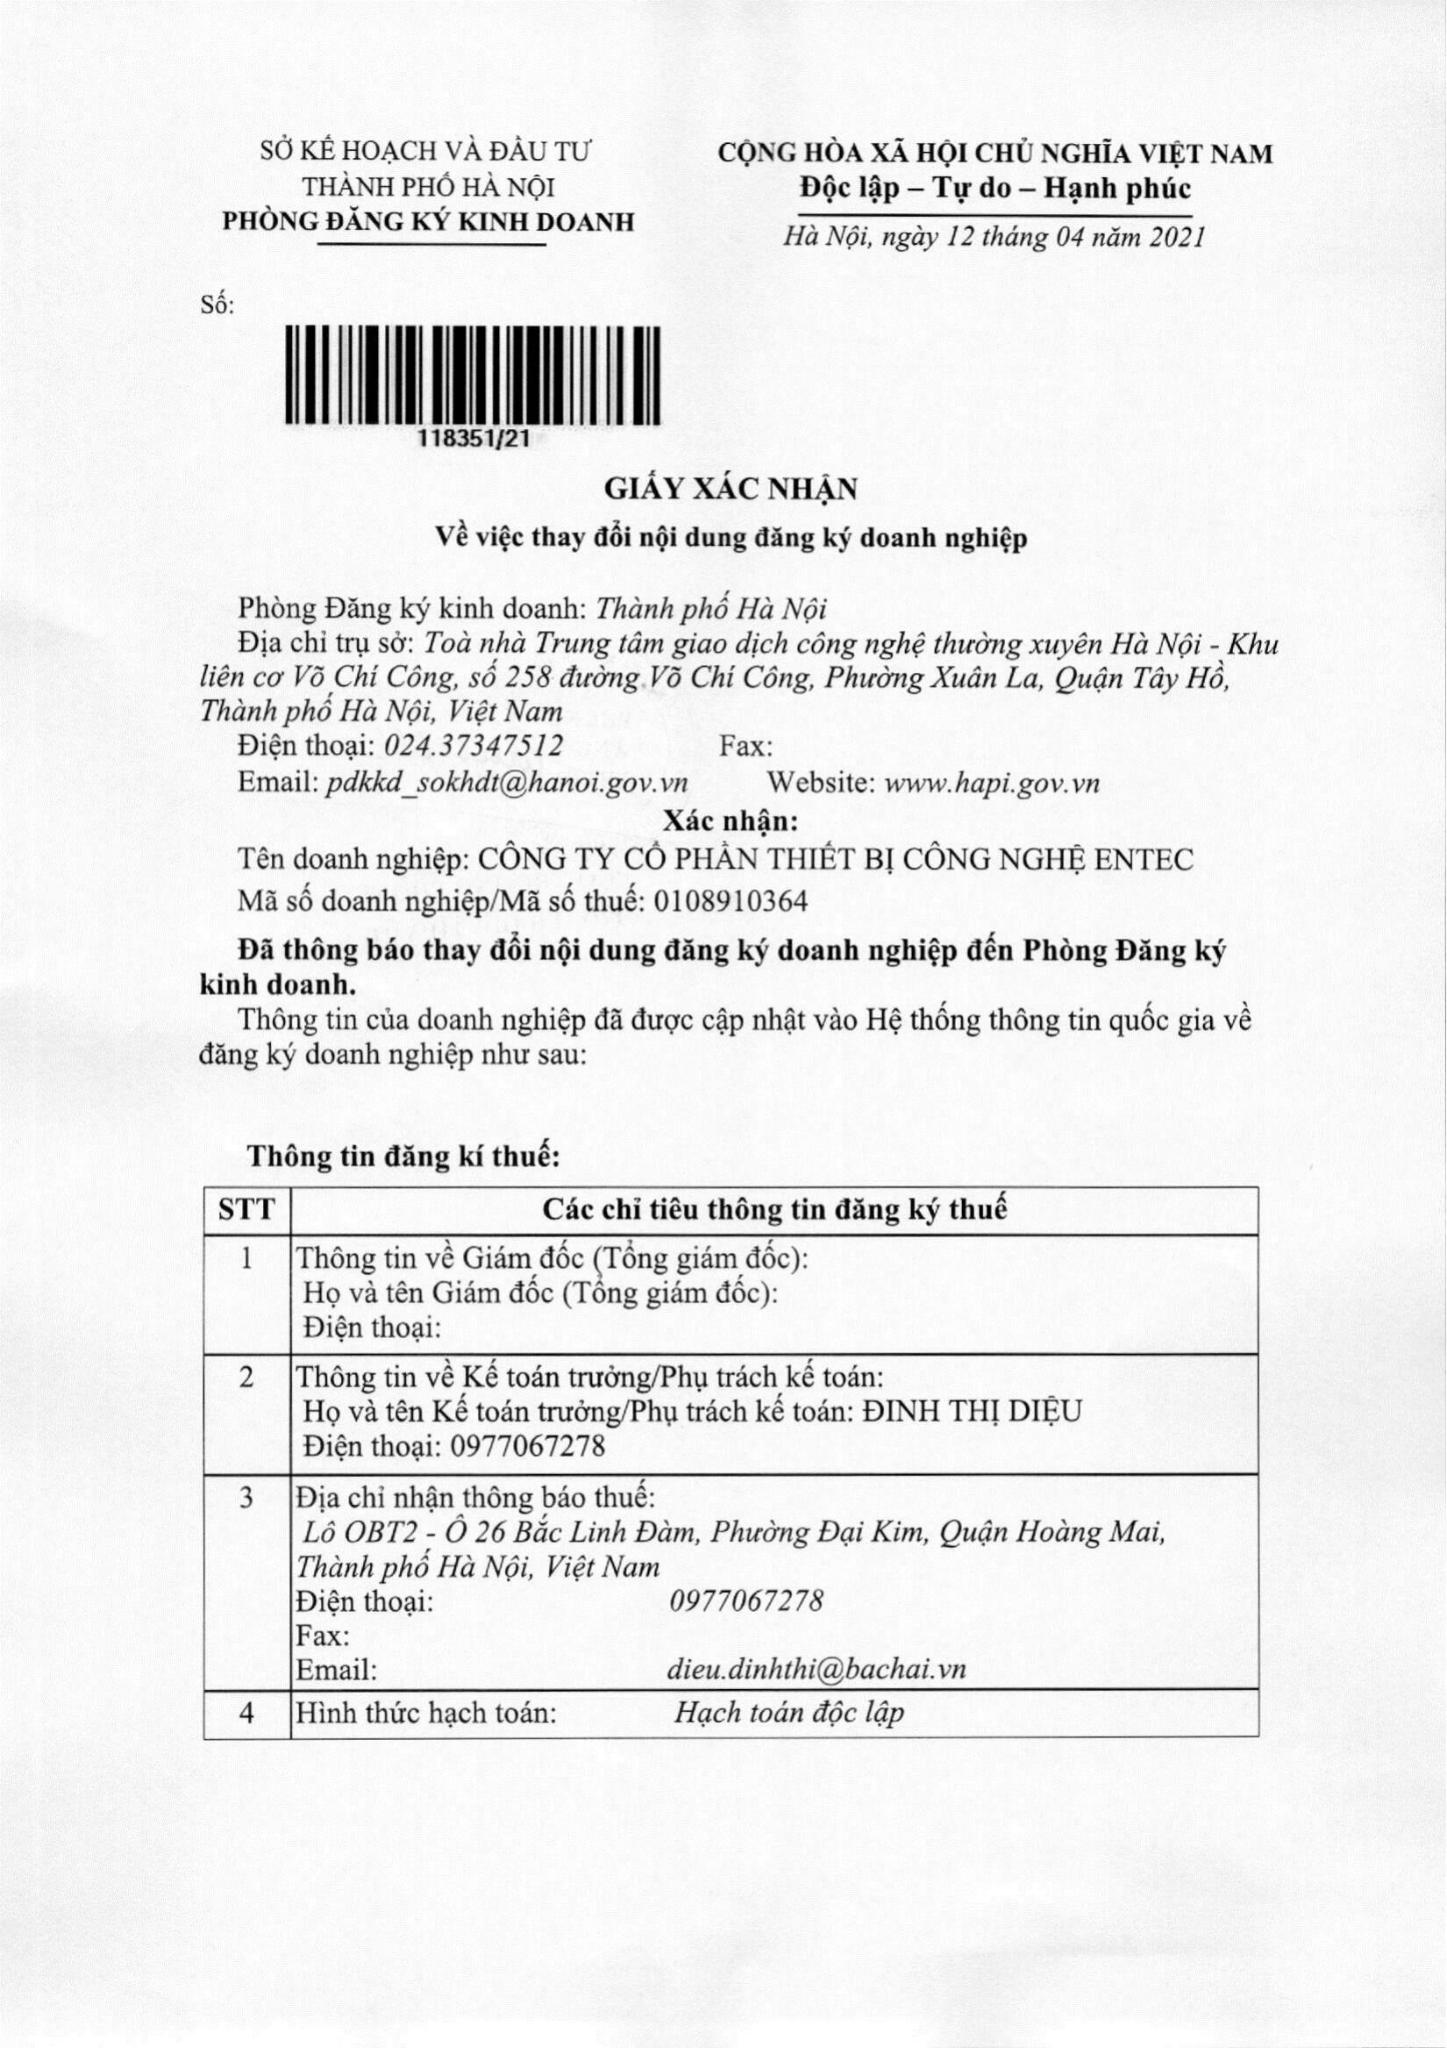 SỞ KẾ HOẠCH VÀ ĐẦU TƯ
THÀNH PHỐ HÀ NỘI
PHÒNG ĐĂNG KÝ KINH DOANH
CỘNG HÒA XÃ HỘI CHỦ NGHĨA VIỆT NAM
Độc lập – Tự do – Hạnh phúc
Hà Nội, ngày 12 tháng 04 năm 2021
Số:
118351/21
GIẤY XÁC NHẬN
Về việc thay đổi nội dung đăng ký doanh nghiệp
Phòng Đăng ký kinh doanh: Thành phố Hà Nội
Địa chỉ trụ sở: Toà nhà Trung tâm giao dịch công nghệ thường xuyên Hà Nội - Khu
liên cơ Võ Chí Công, số 258 đường Võ Chí Công, Phường Xuân La, Quận Tây Hồ,
Thành phố Hà Nội, Việt Nam
Điện thoại: 024.37347512 Fax:
Email: pdkkd_sokhdt@hanoi.gov.vn Website: www.hapi.gov.vn
Xác nhận:
Tên doanh nghiệp: CÔNG TY CỔ PHẦN THIẾT BỊ CÔNG NGHỆ ENTEC
Mã số doanh nghiệp/Mã số thuế: 0108910364
Đã thông báo thay đổi nội dung đăng ký doanh nghiệp đến Phòng Đăng ký
kinh doanh.
Thông tin của doanh nghiệp đã được cập nhật vào Hệ thống thông tin quốc gia về
đăng ký doanh nghiệp như sau:
Thông tin đăng kí thuế:
STT Các chỉ tiêu thông tin đăng ký thuế
1 Thông tin về Giám đốc (Tổng giám đốc):
Họ và tên Giám đốc (Tổng giám đốc):
Điện thoại:
2 Thông tin về Kế toán trưởng/Phụ trách kế toán:
Họ và tên Kế toán trưởng/Phụ trách kế toán: ĐINH THỊ DIỆU
Điện thoại: 0977067278
3 Địa chỉ nhận thông báo thuế:
Lô OBT2 - Ô 26 Bắc Linh Đàm, Phường Đại Kim, Quận Hoàng Mai,
Thành phố Hà Nội, Việt Nam
Điện thoại: 0977067278
Fax:
Email: dieu.dinhthi@bachai.vn
4 Hình thức hạch toán: Hạch toán độc lập